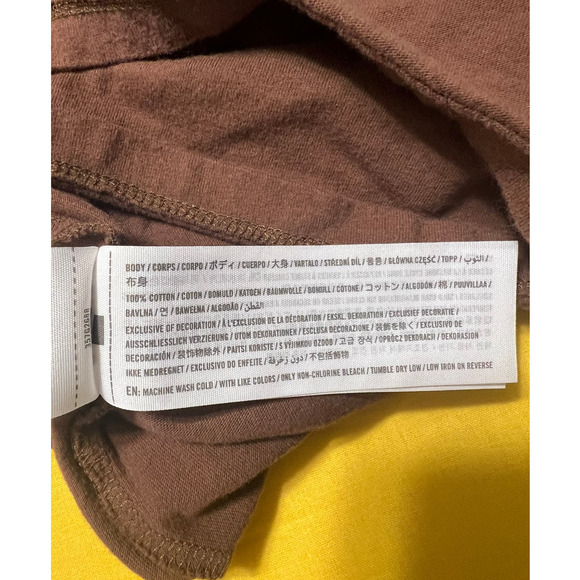 BODY / CORPS / CORPO / ボディ / CUERPO / 大身 / VARTALO / STŘEDNÍ DÍL / 몸통 / GŁÓWNA CZĘŚĆ / TOPP / الثوب /
布身
100% COTTON / COTON / BOMULD / KATOEN / BAUMWOLLE / BOMULL / COTONE / コットン / ALGODÓN / 棉 / PUUVILLAA /
BAVLNA / 면 / BAWEŁNA / ALGODÃO / القطن
EXCLUSIVE OF DECORATION / À L'EXCLUSION DE LA DÉCORATION / EKSKL. DEKORATION / EXCLUSIEF DECORATIE /
AUSSCHLIESSLICH VERZIERUNG / UTOM DEKORATIONEN / ESCLUSA DECORAZIONE / 装飾を除く / EXCLUSIVO DE
DECORACIÓN / 装饰物除外 / PAITSI KORISTE / S VÝJIMKOU OZDOB / 고급 장식 / OPRÓCZ DEKORACJI / DEKORASJON
IKKE MEDREGNET / EXCLUSIVO DO ENFEITE / دون زخرفة / 不包括飾物
EN: MACHINE WASH COLD / WITH LIKE COLORS / ONLY NON-CHLORINE BLEACH / TUMBLE DRY LOW / LOW IRON ON REVERSE